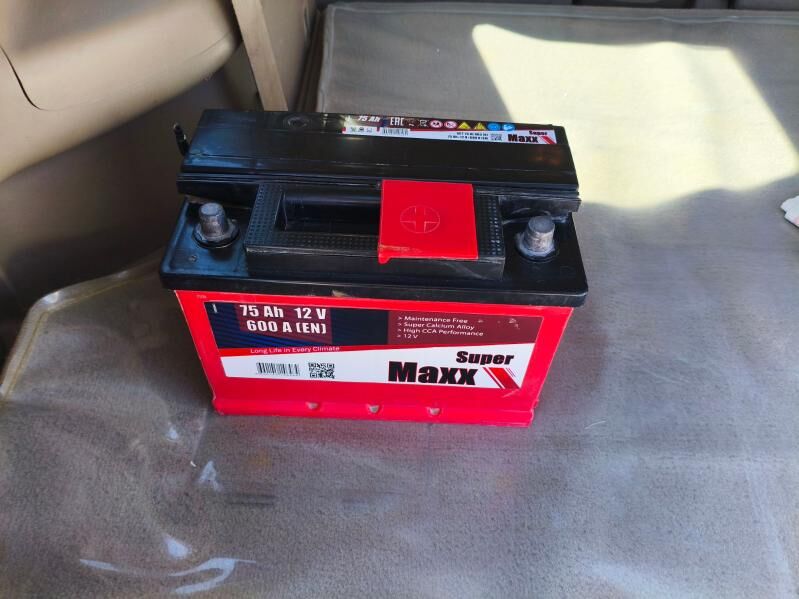 75 Ah EAC
Super
Maxx
75 Ah 12 V
600 A (EN)
> Maintenance Free
> Super Calcium Alloy
> High CCA Performance
> 12 V
Long Life in Every Climate
Super
Maxx